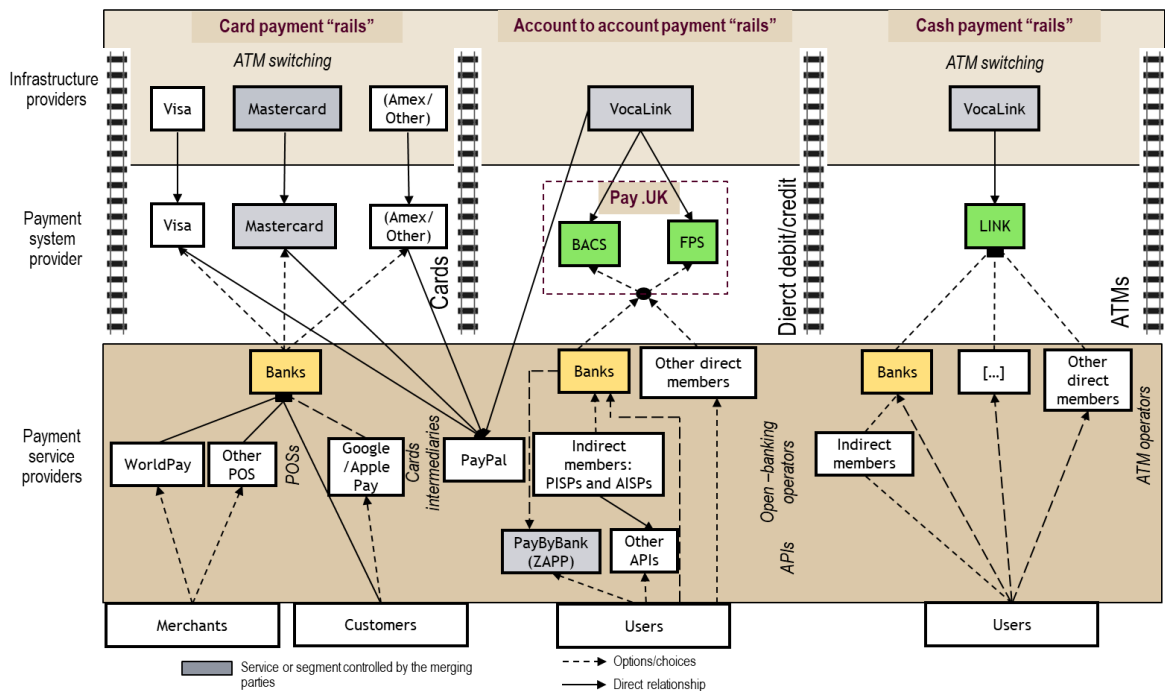 Card payment “rails”
Account to account payment “rails”
Cash payment “rails”
ATM switching
ATM switching
Infrastructure
providers
Visa
Mastercard
(Amex/
Other)
VocaLink
VocaLink
Payment
system
provider
Visa
Mastercard
(Amex/
Other)
Cards
Pay .UK
BACS
FPS
Dierct debit/credit
LINK
ATMs
Payment
service
providers
Banks
WorldPay
Other
POS
POSs
Google
/Apple
Pay
Cards
intermediaries
PayPal
Banks
Other direct
members
Indirect
members:
PISPs and AISPs
PayByBank
(ZAPP)
Other
APIs
Open –banking
operators
APIs
Banks
[…]
Other
direct
members
Indirect
members
ATM operators
Merchants
Customers
Users
Users
Service or segment controlled by the merging
parties
Options/choices
Direct relationship